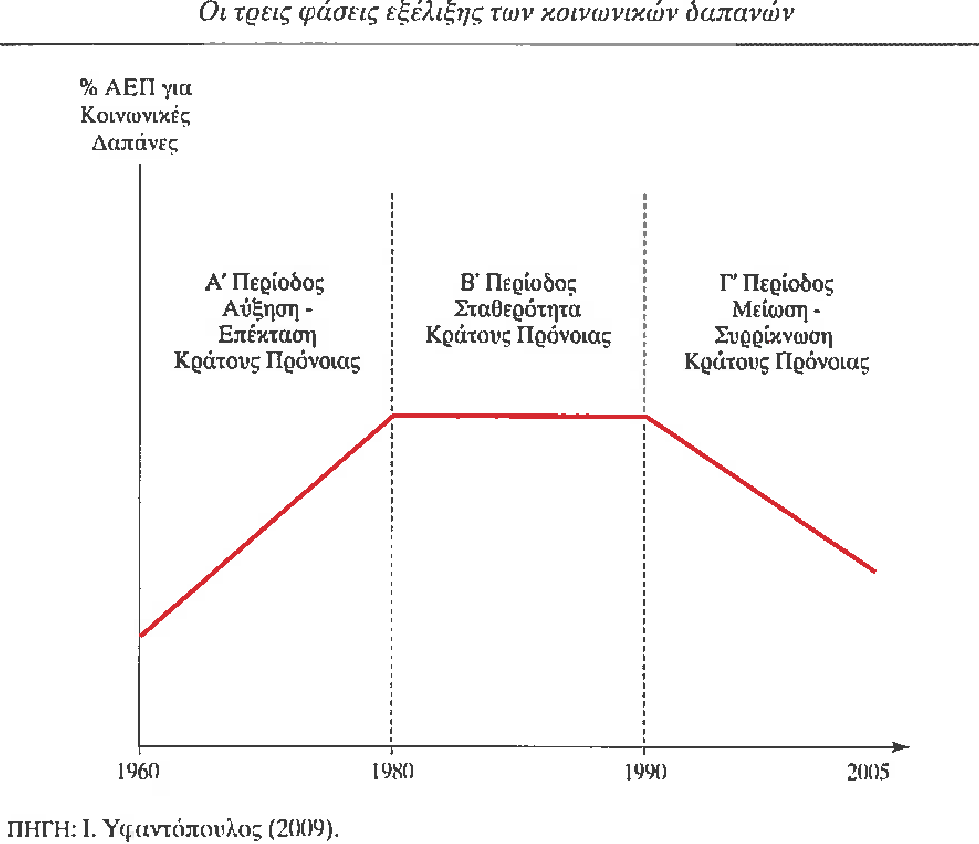 Οι τρεις φάσεις εξέλιξης των κοινωνικών δαπανών
% ΑΕΠ για
Κοινωνικές
Δαπάνες
Α' Περίοδος
Αύξηση -
Επέκταση
Κράτους Πρόνοιας
Β' Περίοδος
Σταθερότητα
Κράτους Πρόνοιας
Γ' Περίοδος
Μείωση -
Συρρίκνωση
Κράτους Πρόνοιας
1960
1980
1990
2005
ΠΗΓΗ: Ι. Υφαντόπουλος (2009).